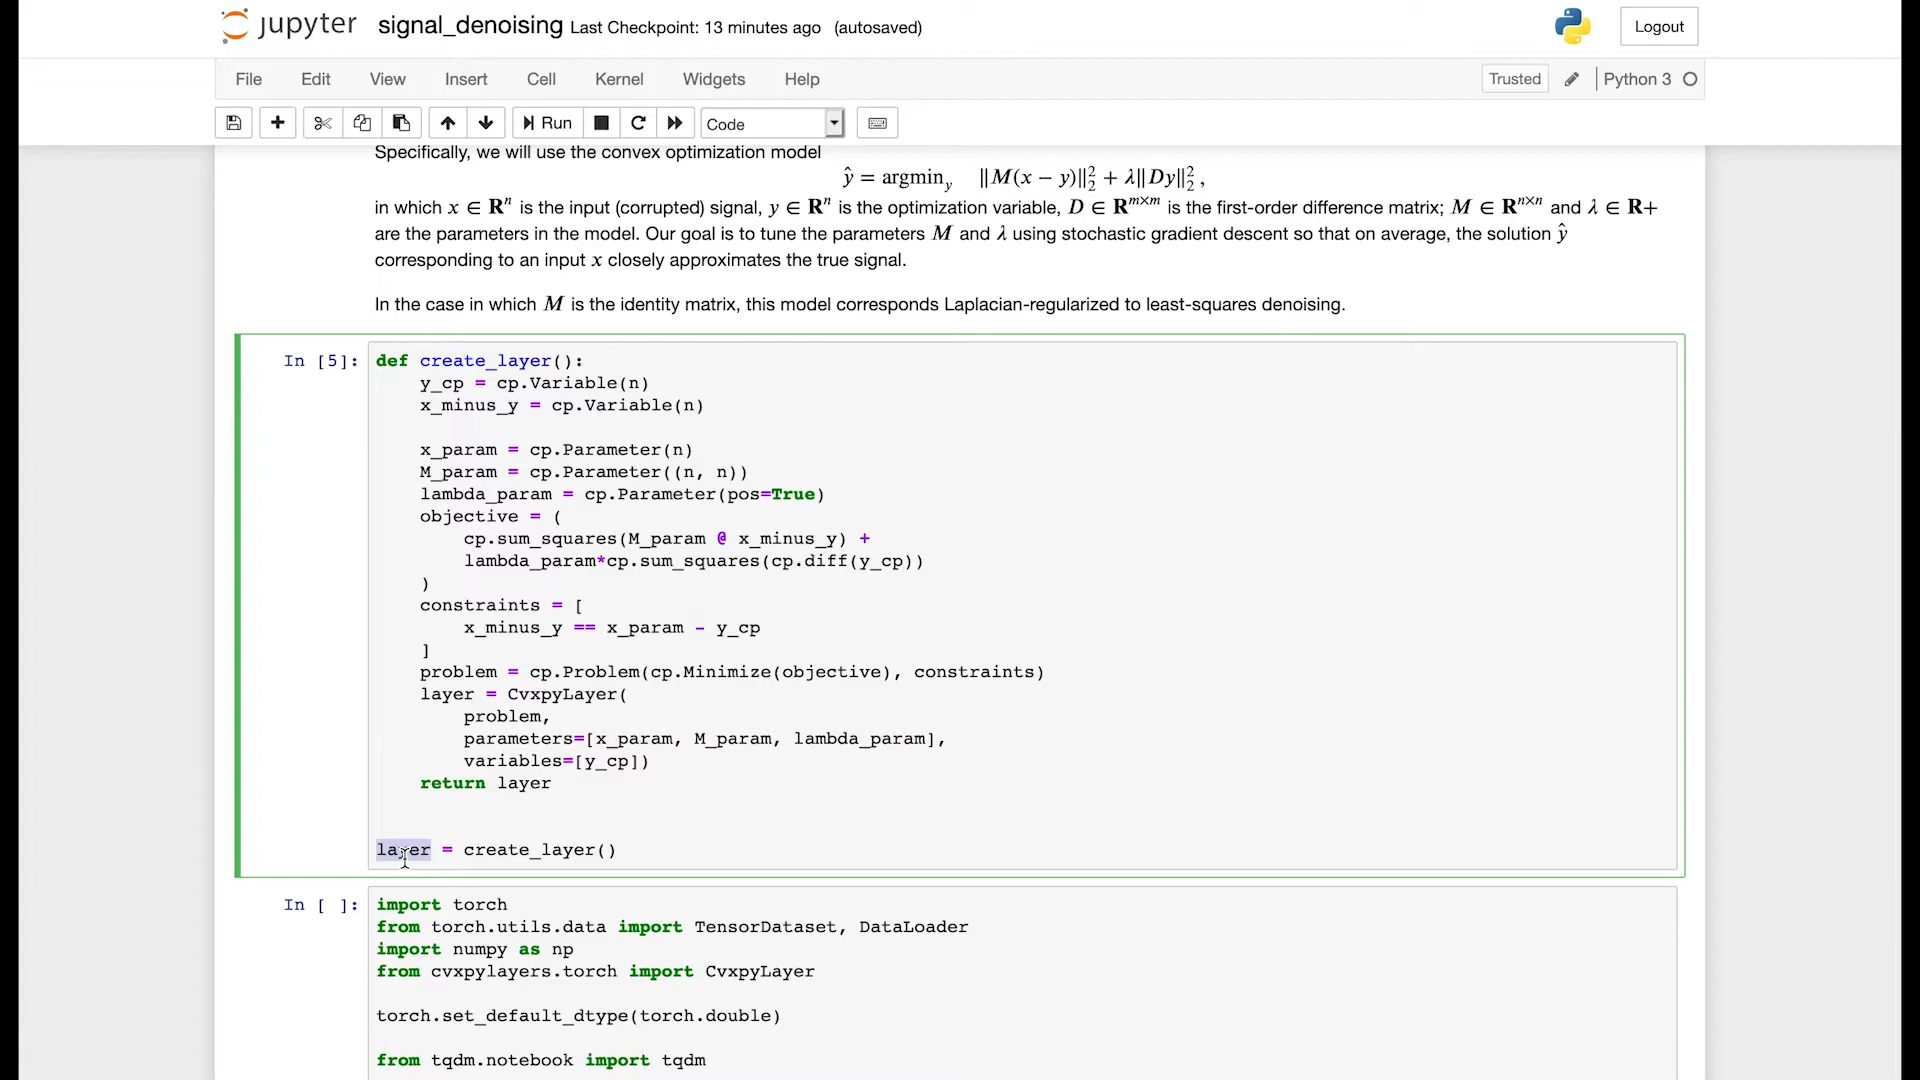 jupyter signal_denoising Last Checkpoint: 13 minutes ago (autosaved) Logout
File Edit View Insert Cell Kernel Widgets Help Trusted Python 3
Run Code
Specifically, we will use the convex optimization model
ŷ = argmin_y ‖M(x − y)‖₂² + λ‖Dy‖₂²,
in which x ∈ Rⁿ is the input (corrupted) signal, y ∈ Rⁿ is the optimization variable, D ∈ R^{m×m} is the first-order difference matrix; M ∈ R^{n×n} and λ ∈ R+
are the parameters in the model. Our goal is to tune the parameters M and λ using stochastic gradient descent so that on average, the solution ŷ
corresponding to an input x closely approximates the true signal.
In the case in which M is the identity matrix, this model corresponds Laplacian-regularized to least-squares denoising.
In [5]: def create_layer():
    y_cp = cp.Variable(n)
    x_minus_y = cp.Variable(n)
    x_param = cp.Parameter(n)
    M_param = cp.Parameter((n, n))
    lambda_param = cp.Parameter(pos=True)
    objective = (
        cp.sum_squares(M_param @ x_minus_y) +
        lambda_param*cp.sum_squares(cp.diff(y_cp))
    )
    constraints = [
        x_minus_y == x_param - y_cp
    ]
    problem = cp.Problem(cp.Minimize(objective), constraints)
    layer = CvxpyLayer(
        problem,
        parameters=[x_param, M_param, lambda_param],
        variables=[y_cp])
    return layer
layer = create_layer()
In [ ]: import torch
from torch.utils.data import TensorDataset, DataLoader
import numpy as np
from cvxpylayers.torch import CvxpyLayer
torch.set_default_dtype(torch.double)
from tqdm.notebook import tqdm